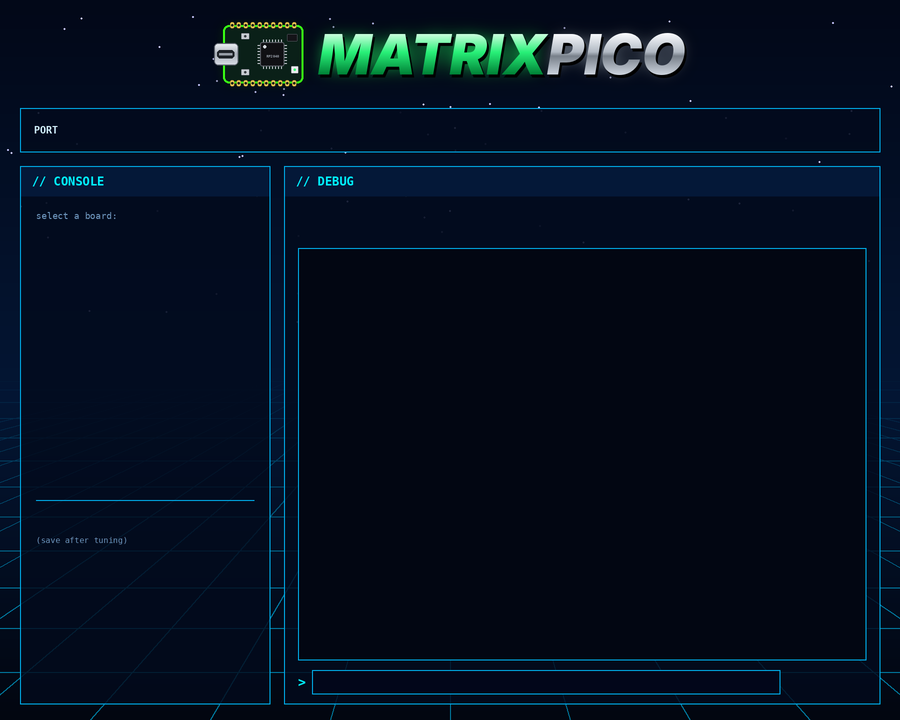 MATRIXPICO
PORT
// CONSOLE
// DEBUG
select a board:
(save after tuning)
>